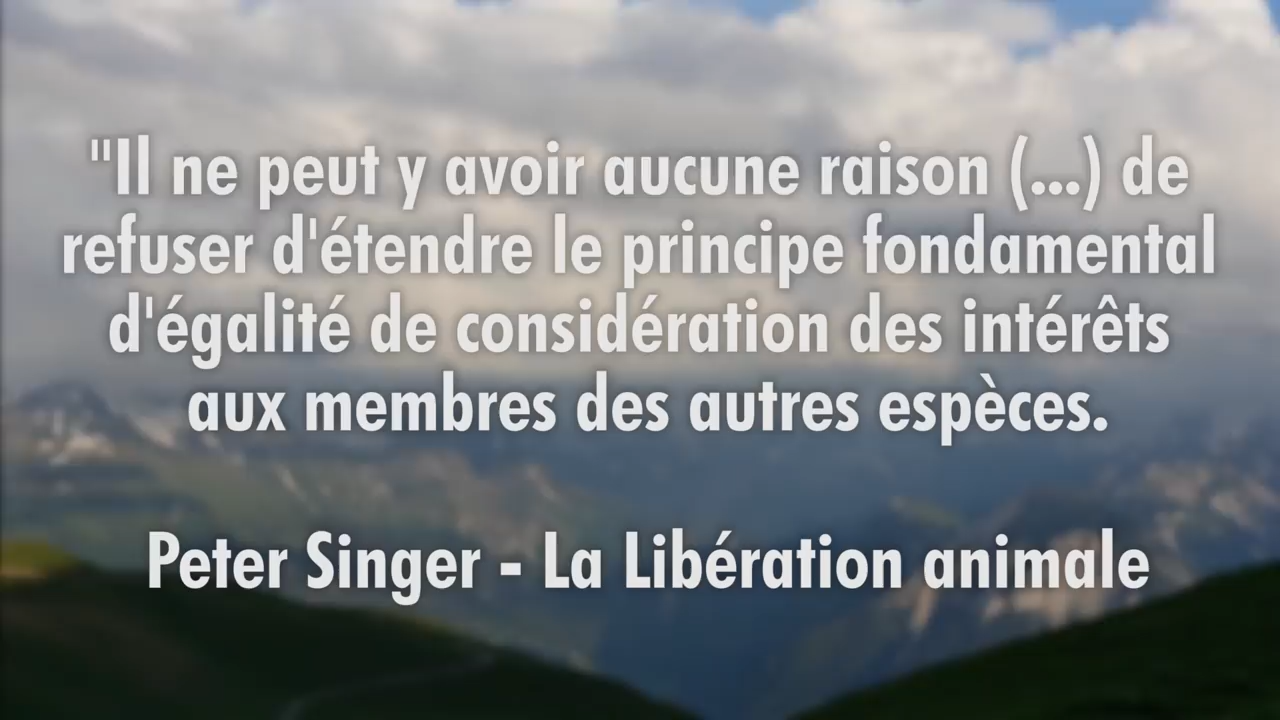 "Il ne peut y avoir aucune raison (...) de
refuser d'étendre le principe fondamental
d'égalité de considération des intérêts
aux membres des autres espèces.
Peter Singer - La Libération animale